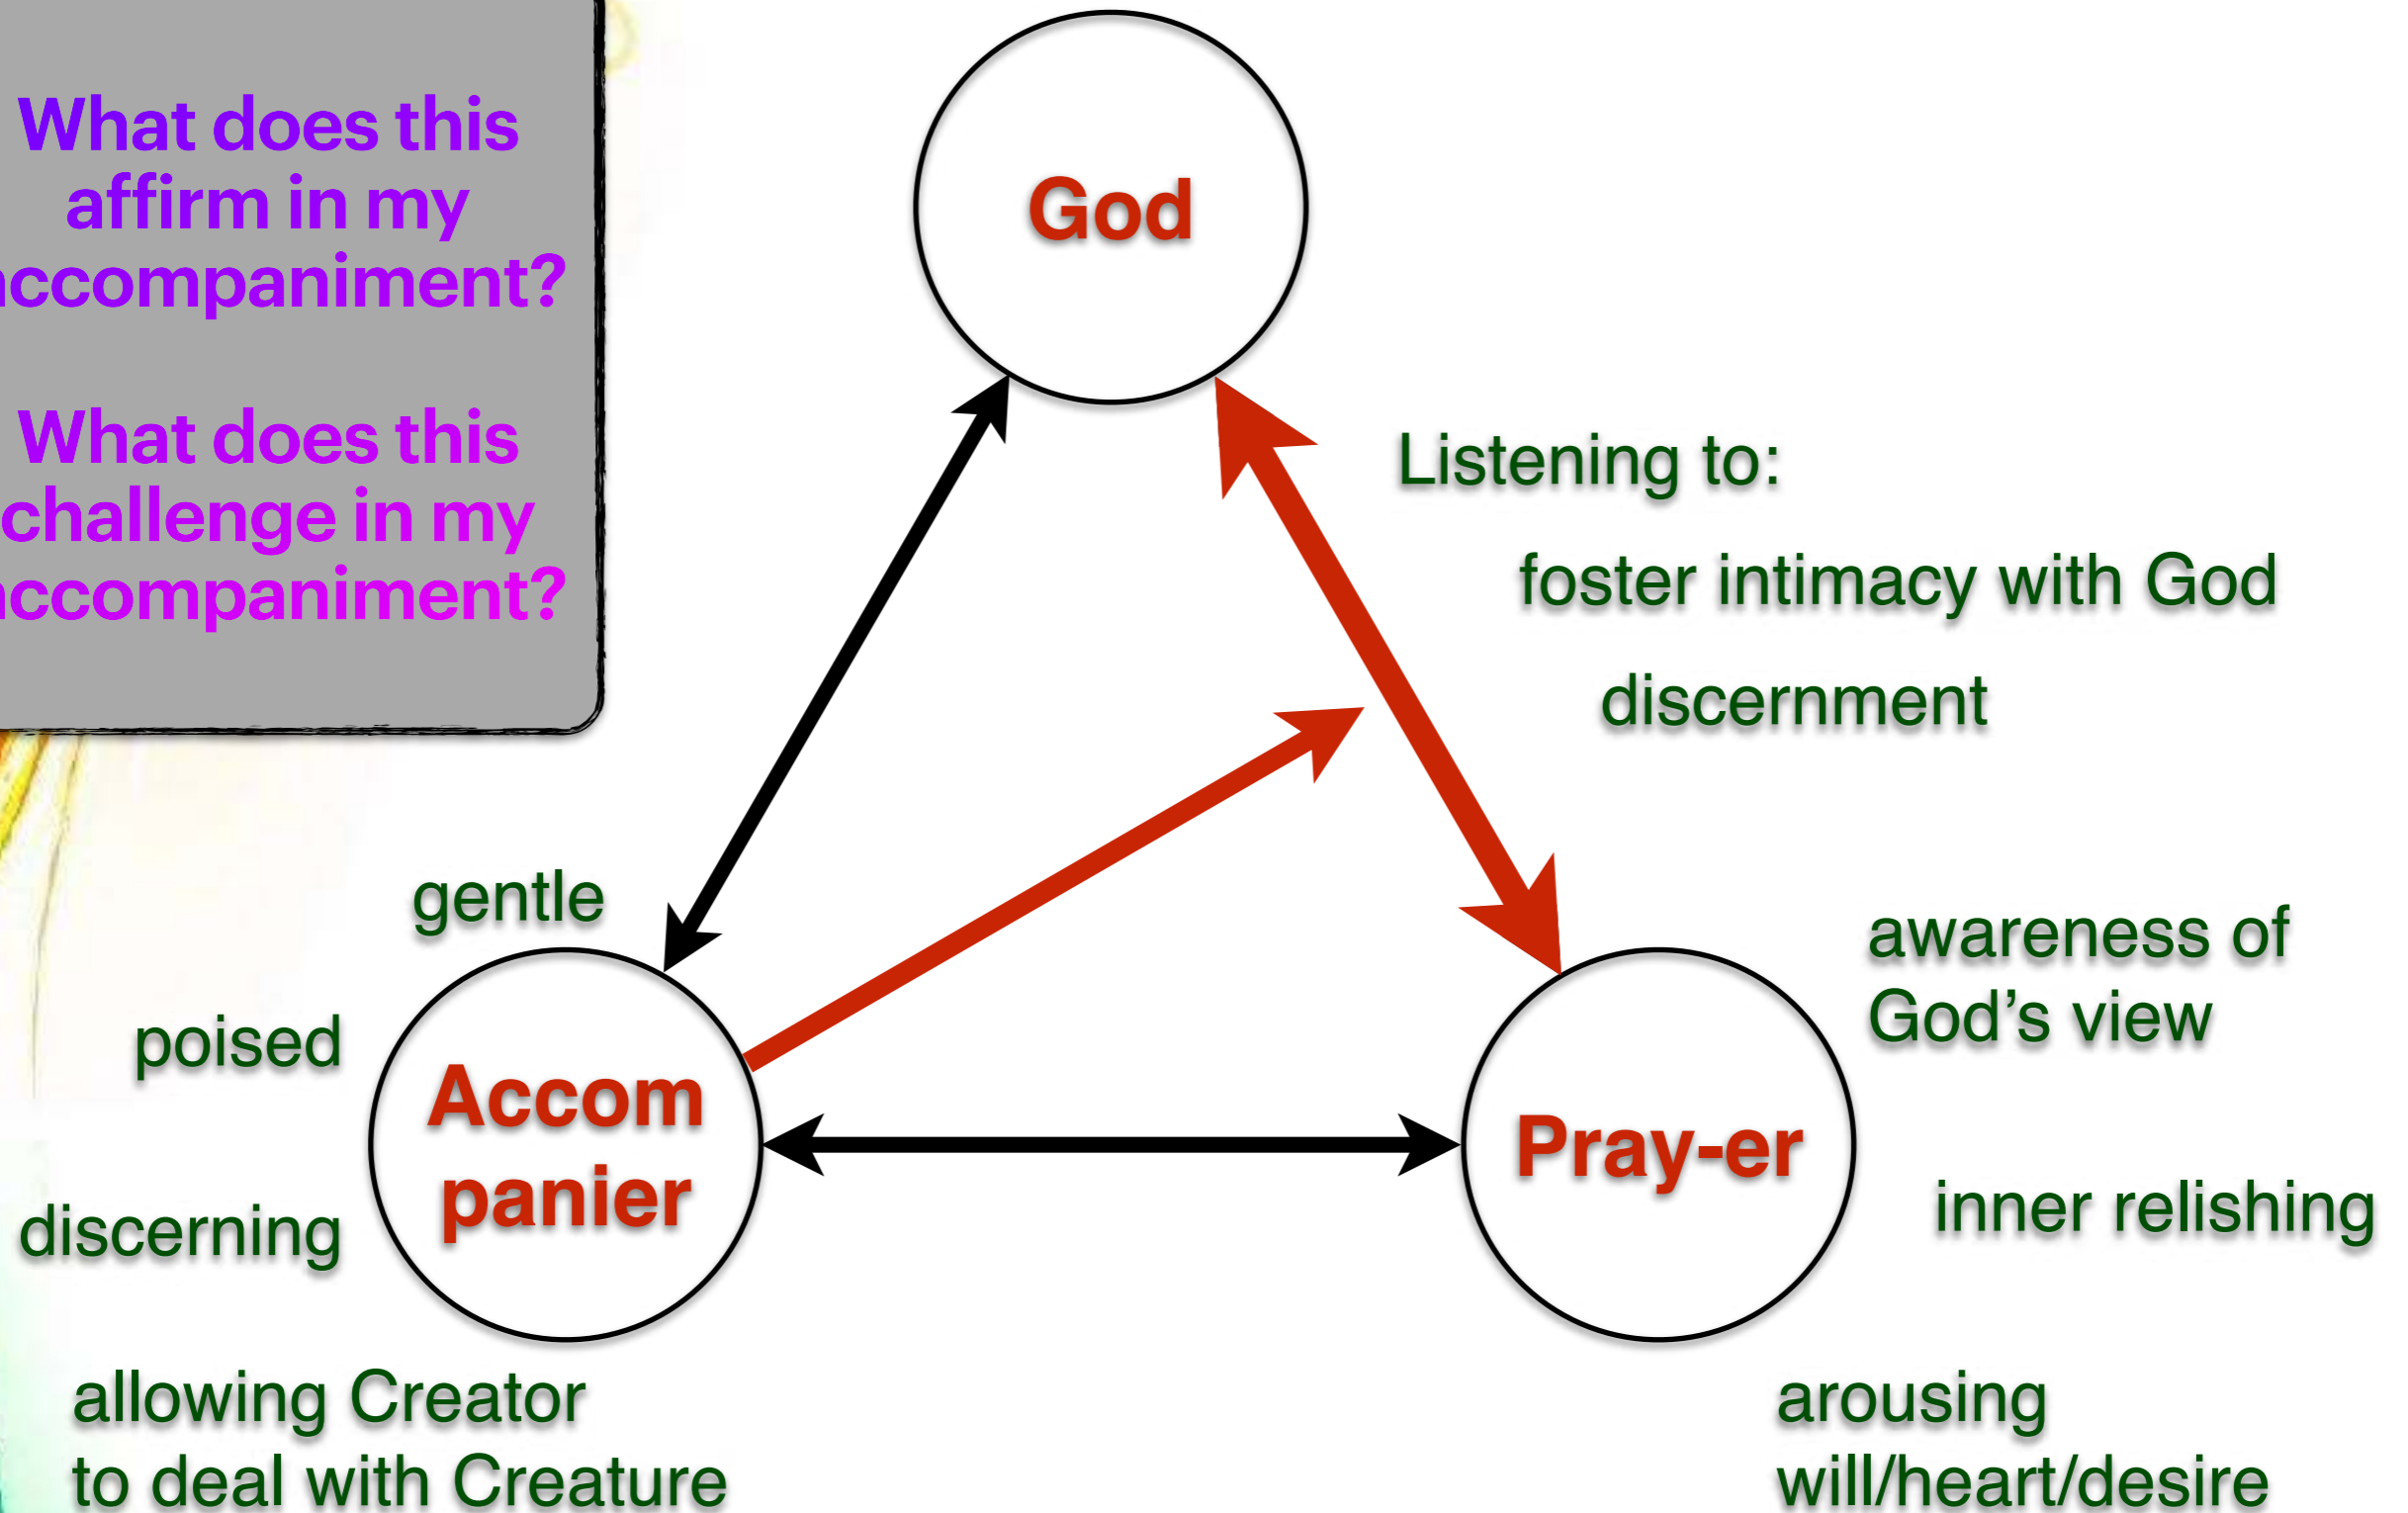 What does this
affirm in my
accompaniment?
What does this
challenge in my
accompaniment?
God
Listening to:
foster intimacy with God
discernment
gentle
poised
discerning
Accom
panier
allowing Creator
to deal with Creature
Pray-er
awareness of
God’s view
inner relishing
arousing
will/heart/desire